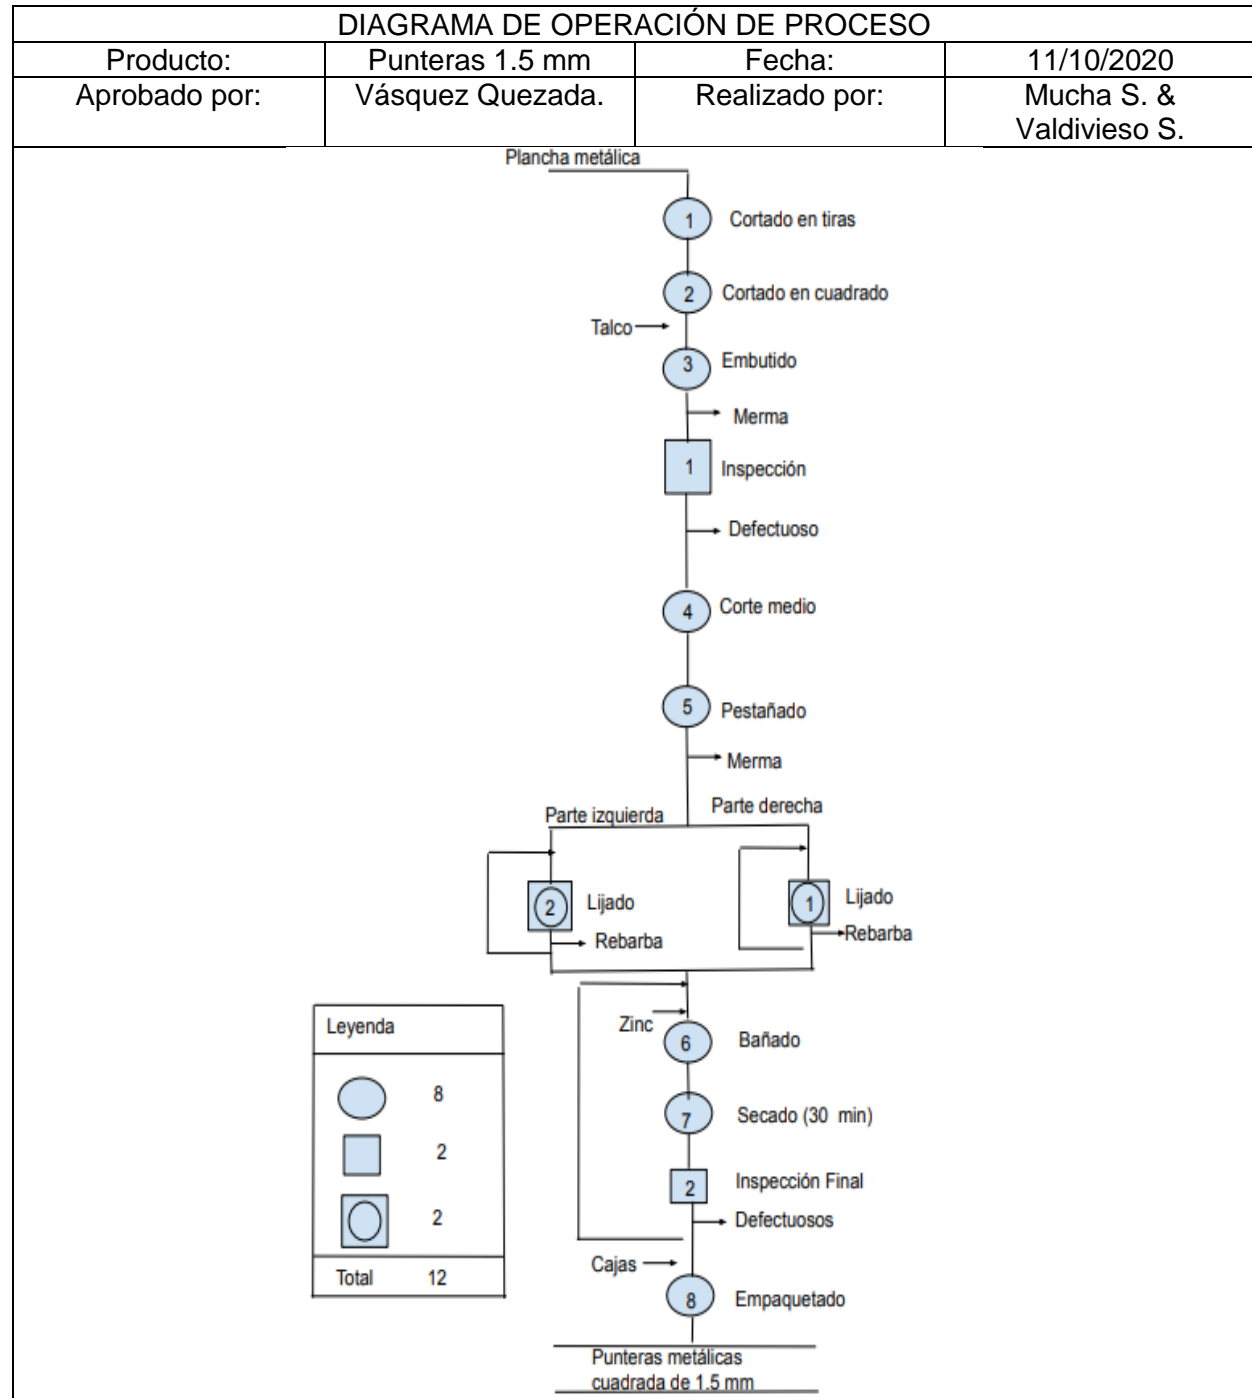 DIAGRAMA DE OPERACIÓN DE PROCESO
Producto: Punteras 1.5 mm Fecha: 11/10/2020
Aprobado por: Vásquez Quezada. Realizado por: Mucha S. &
Valdivieso S.
Plancha metálica
1 Cortado en tiras
2 Cortado en cuadrado
Talco
3 Embutido
Merma
1 Inspección
Defectuoso
4 Corte medio
5 Pestañado
Merma
Parte izquierda Parte derecha
2 Lijado 1 Lijado
Rebarba Rebarba
Zinc
6 Bañado
7 Secado (30 min)
2 Inspección Final
Defectuosos
Cajas
8 Empaquetado
Punteras metálicas
cuadrada de 1.5 mm
Leyenda
8
2
2
Total 12